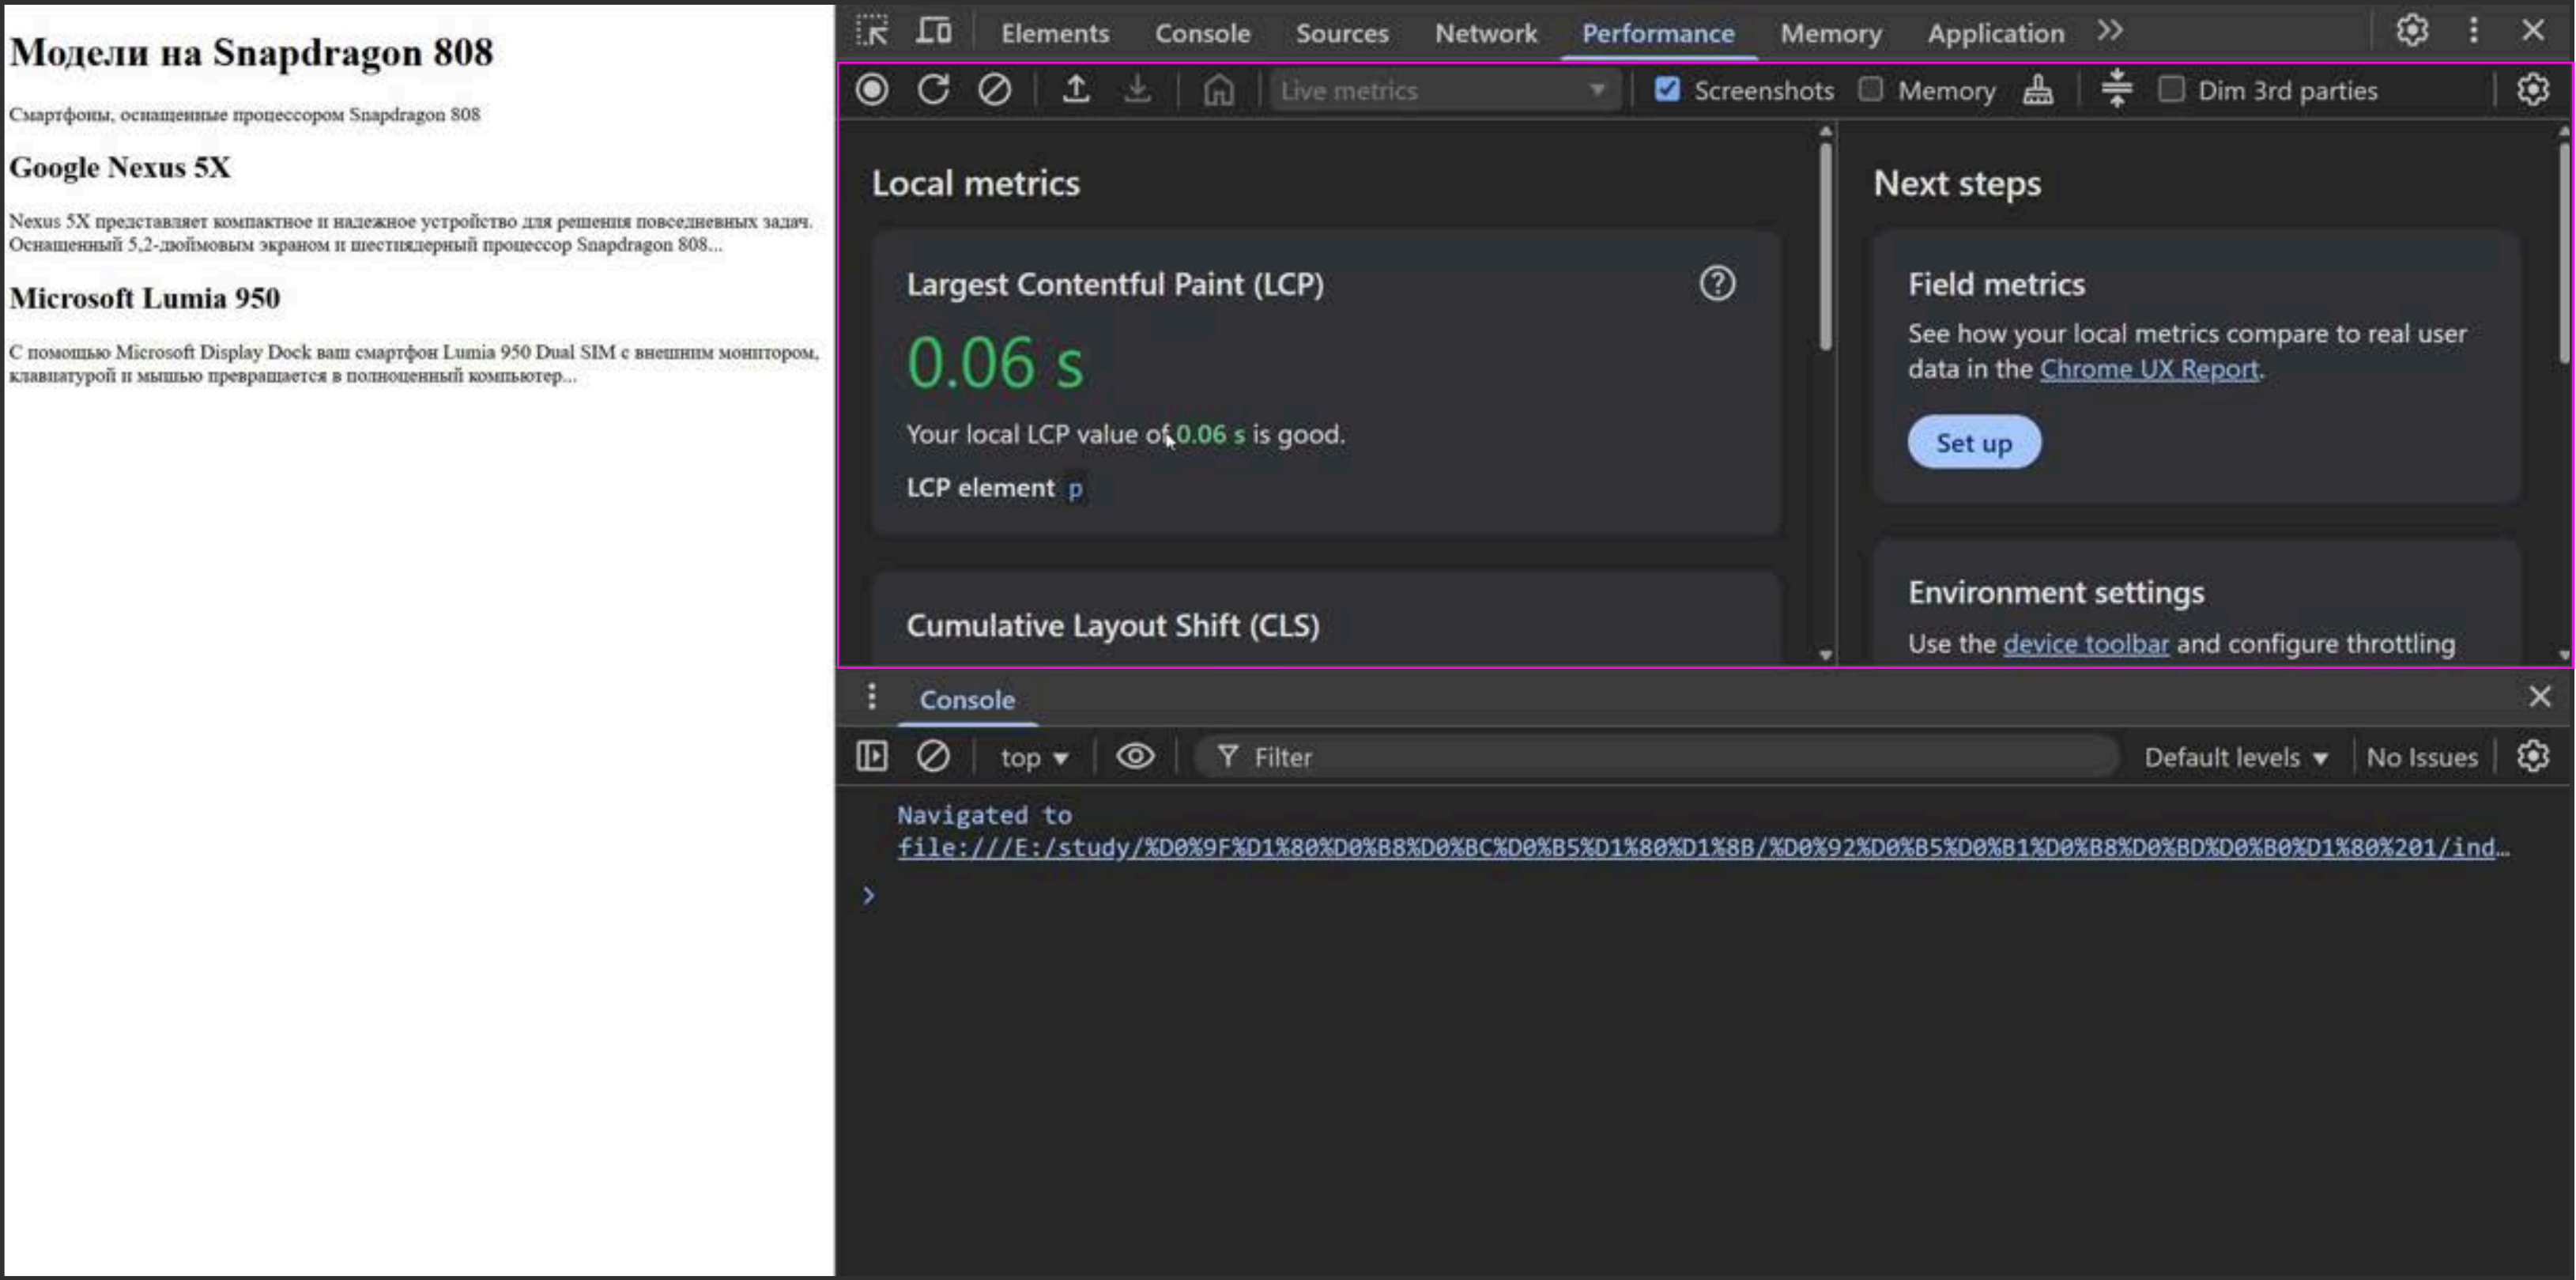 Модели на Snapdragon 808
Смартфоны, оснащенные процессором Snapdragon 808
Google Nexus 5X
Nexus 5X представляет компактное и надежное устройство для решения повседневных задач.
Оснащенный 5,2-дюймовым экраном и шестиядерный процессор Snapdragon 808...
Microsoft Lumia 950
С помощью Microsoft Display Dock ваш смартфон Lumia 950 Dual SIM с внешним монитором,
клавиатурой и мышью превращается в полноценный компьютер...
Elements Console Sources Network Performance Memory Application
Live metrics Screenshots Memory Dim 3rd parties
Local metrics
Largest Contentful Paint (LCP)
0.06 s
Your local LCP value of 0.06 s is good.
LCP element p
Cumulative Layout Shift (CLS)
Next steps
Field metrics
See how your local metrics compare to real user
data in the Chrome UX Report.
Set up
Environment settings
Use the device toolbar and configure throttling
Console
top Filter Default levels No Issues
Navigated to
file:///E:/study/%D0%9F%D1%80%D0%B8%D0%BC%D0%B5%D1%80%D1%8B/%D0%92%D0%B5%D0%B1%D0%B8%D0%BD%D0%B0%D1%80%201/ind…